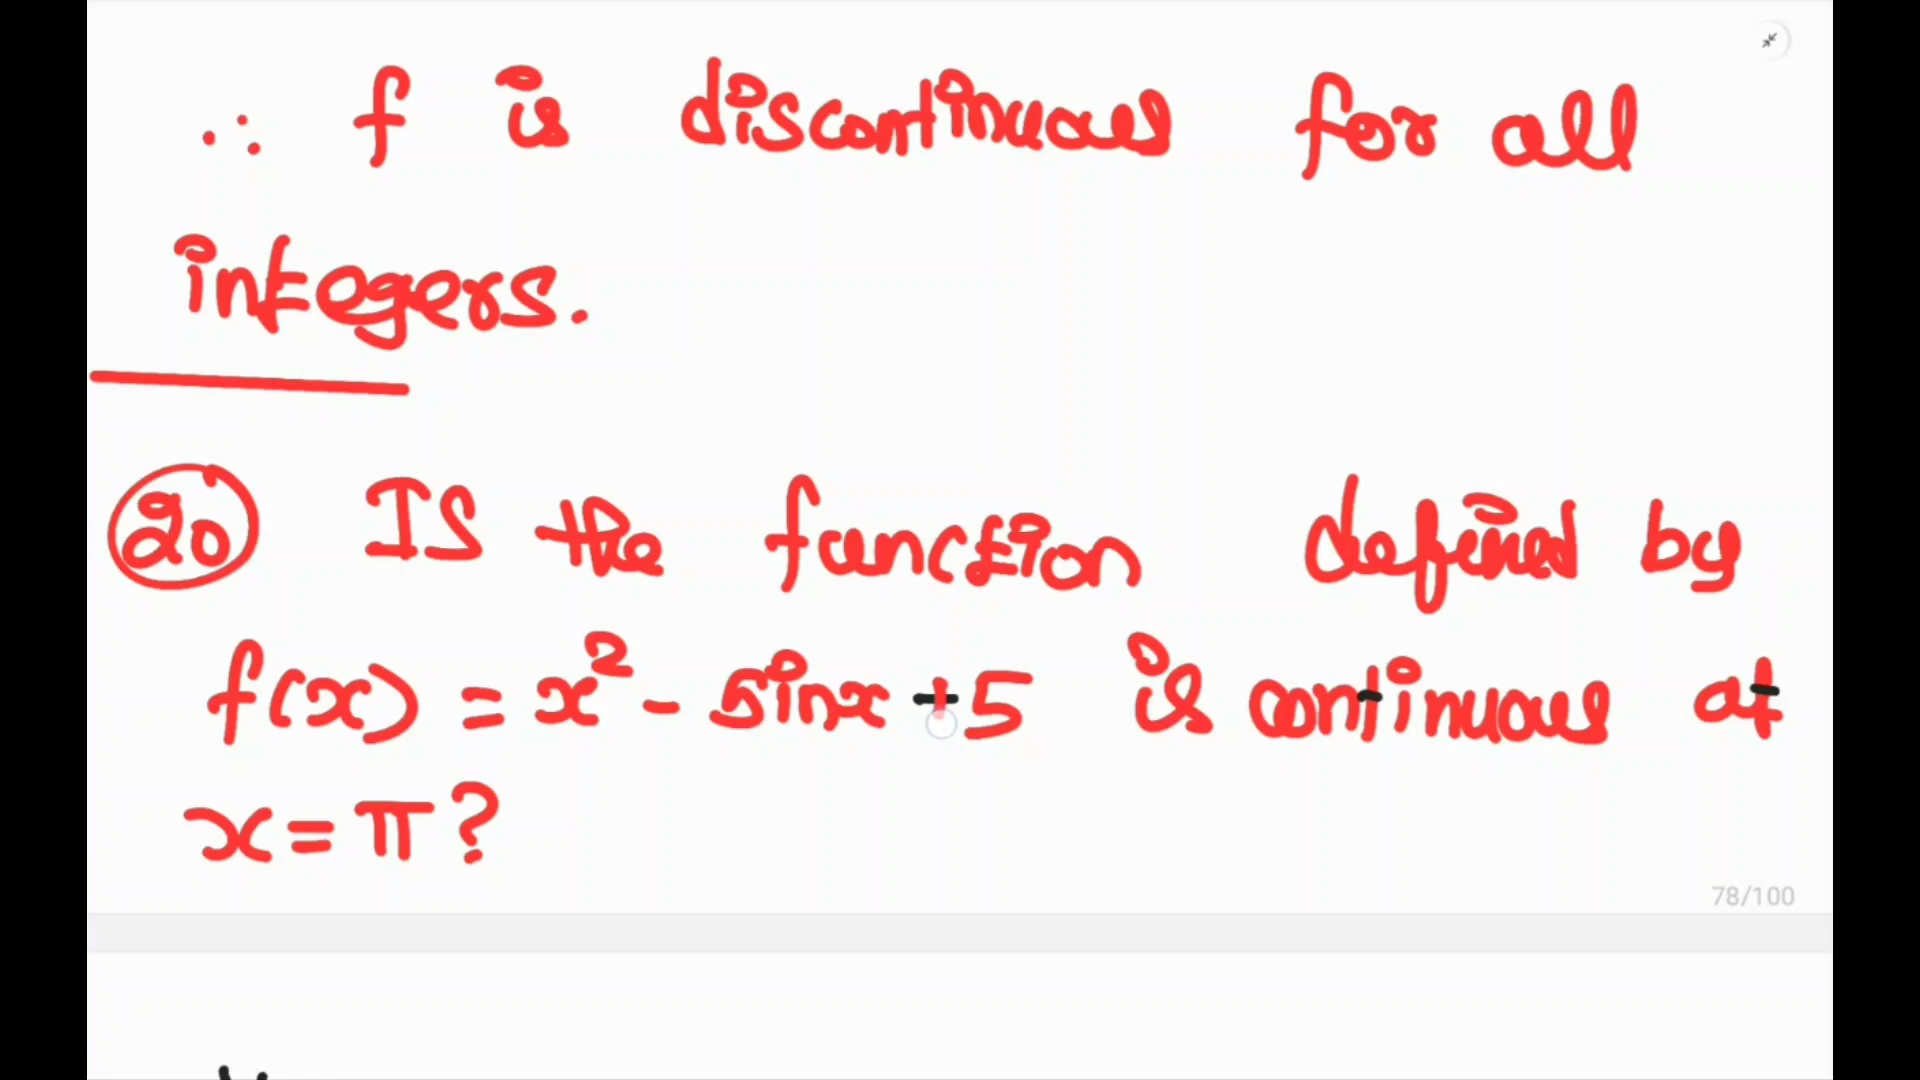 ∴ f is discontinuous for all
integers.
20 IS the function defined by
f(x) = x² - sinx + 5 is continuous at
x = π?
78/100